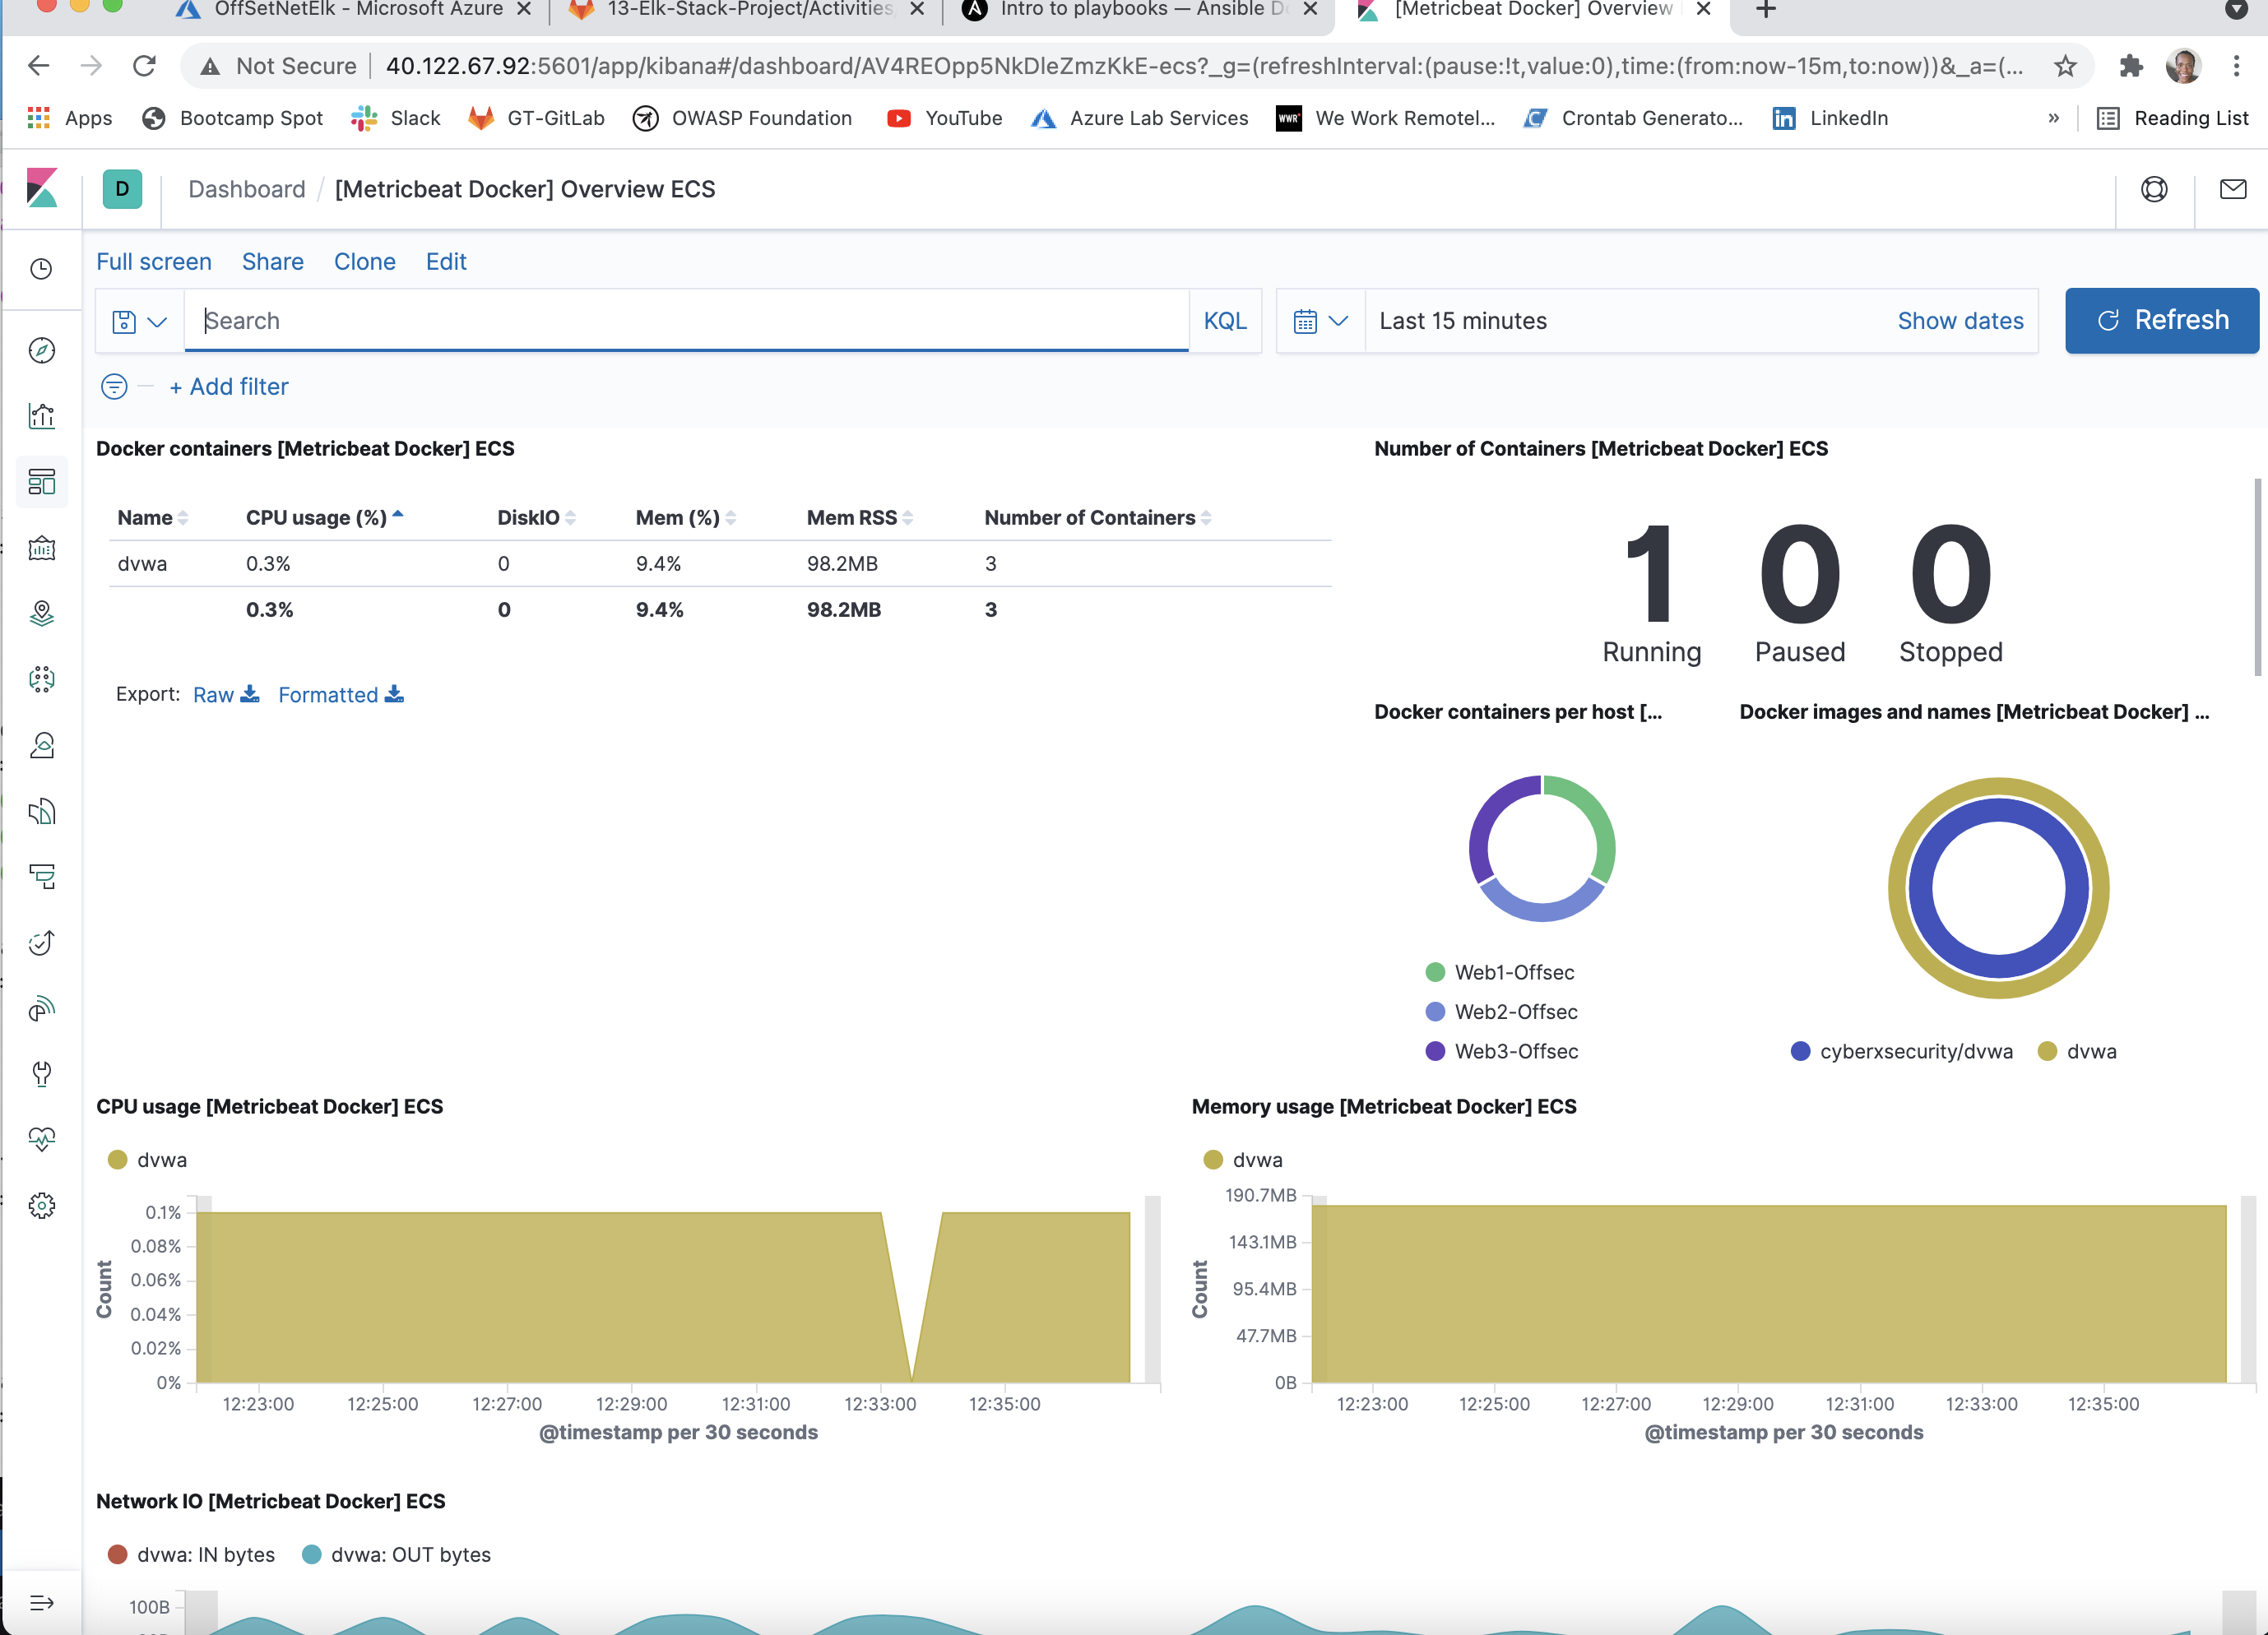 OffSetNetElk - Microsoft Azure
13-Elk-Stack-Project/Activities
Intro to playbooks — Ansible D
[Metricbeat Docker] Overview
Not Secure
40.122.67.92:5601/app/kibana#/dashboard/AV4REOpp5NkDleZmzKkE-ecs?_g=(refreshInterval:(pause:!t,value:0),time:(from:now-15m,to:now))&_a=(...
Apps
Bootcamp Spot
Slack
GT-GitLab
OWASP Foundation
YouTube
Azure Lab Services
WWR
We Work Remotel...
Crontab Generato...
LinkedIn
»
Reading List
D
Dashboard / [Metricbeat Docker] Overview ECS
Full screen Share Clone Edit
Search
KQL
Last 15 minutes
Show dates
Refresh
+ Add filter
Docker containers [Metricbeat Docker] ECS
Name CPU usage (%) DiskIO Mem (%) Mem RSS Number of Containers
dvwa 0.3% 0 9.4% 98.2MB 3
0.3% 0 9.4% 98.2MB 3
Export: Raw Formatted
Number of Containers [Metricbeat Docker] ECS
1 0 0
Running Paused Stopped
Docker containers per host [...
Web1-Offsec
Web2-Offsec
Web3-Offsec
Docker images and names [Metricbeat Docker] ...
cyberxsecurity/dvwa dvwa
CPU usage [Metricbeat Docker] ECS
dvwa
0.1%
0.08%
0.06%
0.04%
0.02%
0%
Count
12:23:00 12:25:00 12:27:00 12:29:00 12:31:00 12:33:00 12:35:00
@timestamp per 30 seconds
Memory usage [Metricbeat Docker] ECS
dvwa
190.7MB
143.1MB
95.4MB
47.7MB
0B
Count
12:23:00 12:25:00 12:27:00 12:29:00 12:31:00 12:33:00 12:35:00
@timestamp per 30 seconds
Network IO [Metricbeat Docker] ECS
dvwa: IN bytes dvwa: OUT bytes
100B